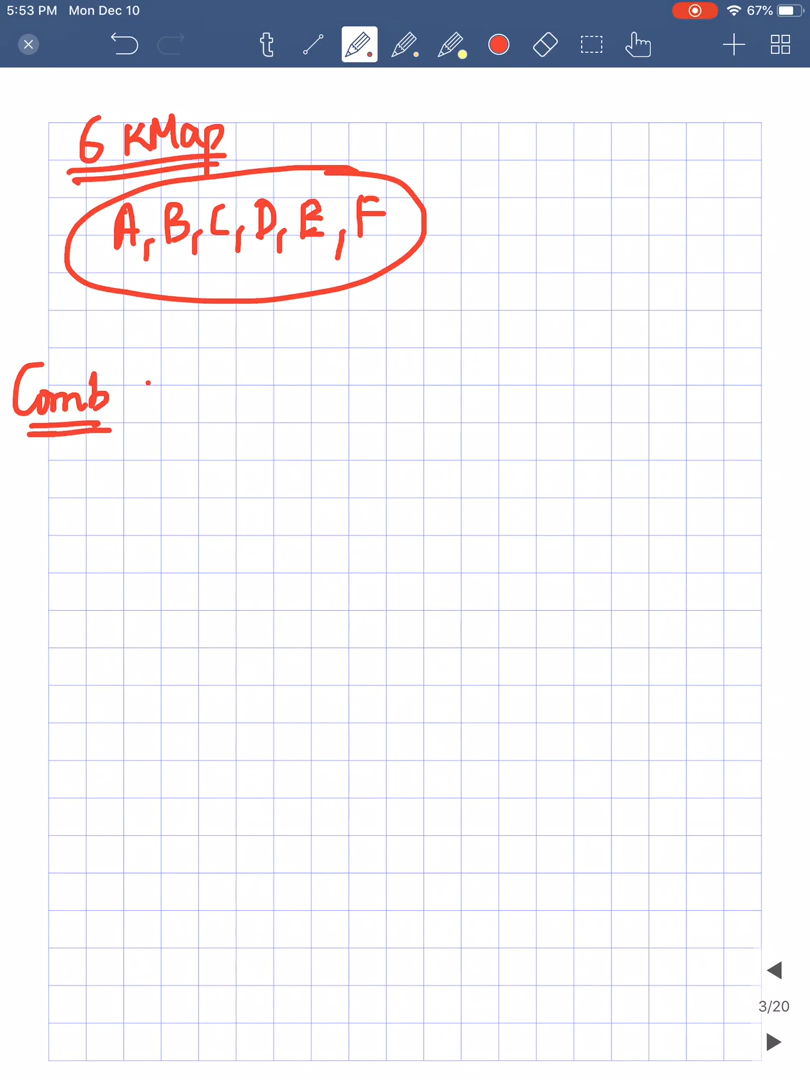 5:53 PM Mon Dec 10 67%
t
6 KMap
A, B, C, D, E, F
Comb
3/20